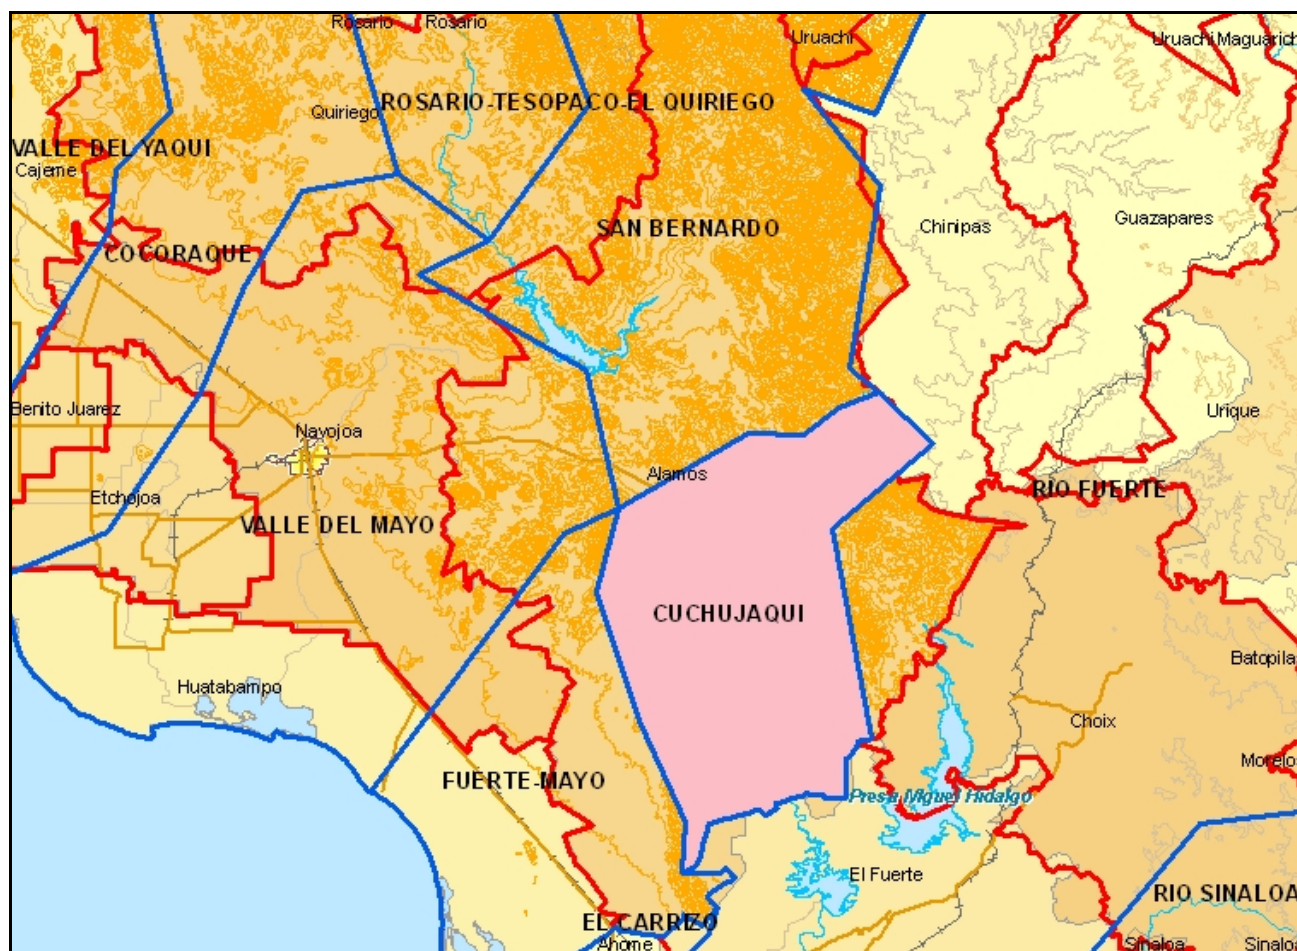 Rosario
Rosario
Uruachi
Uruachi
Maguarich
Quiriego
ROSARIO-TESOPACO-EL QUIRIEGO
VALLE DEL YAQUI
Cajeme
SAN BERNARDO
Chinipas
Guazapares
COCORAQUE
Benito Juarez
Urique
Navojoa
Alamos
Etchojoa
RÍO FUERTE
VALLE DEL MAYO
CUCHUJAQUI
Batopila
Huatabampo
Choix
FUERTE-MAYO
Morelos
Presa Miguel Hidalgo
El Fuerte
RIO SINALOA
EL CARRIZO
Ahome
Sinaloa
Sinaloa